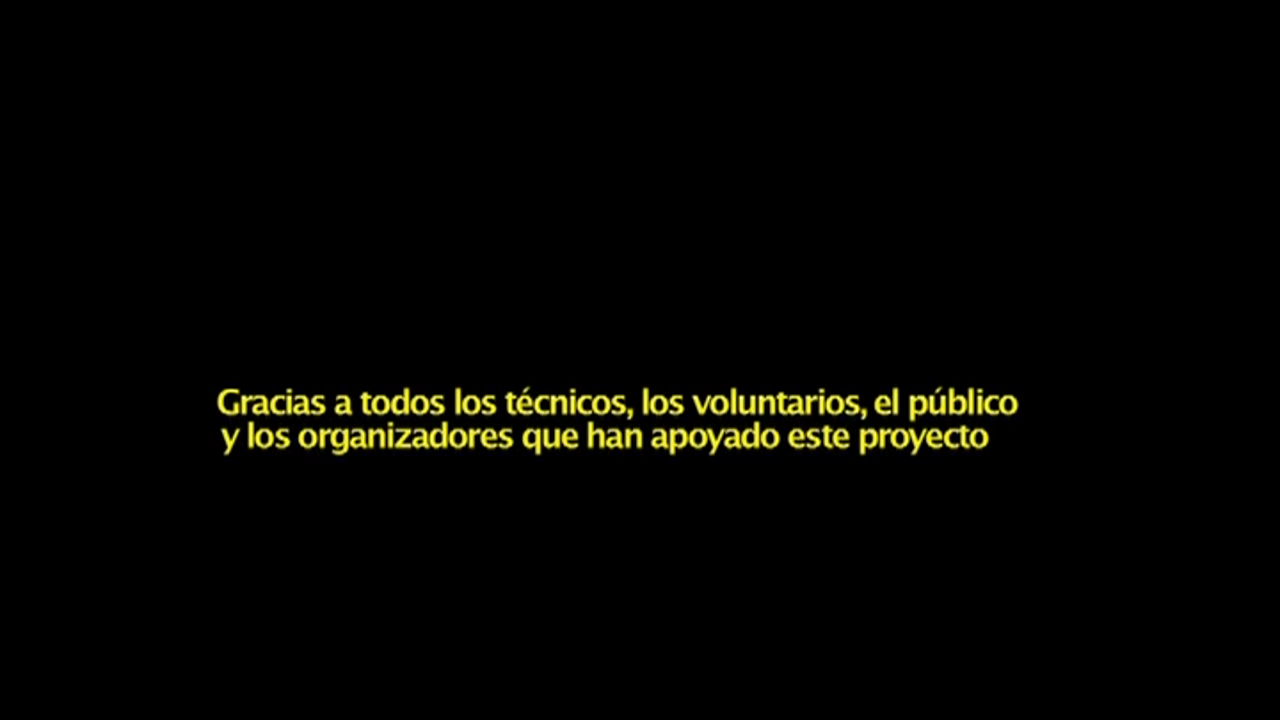 Gracias a todos los técnicos, los voluntarios, el público
y los organizadores que han apoyado este proyecto